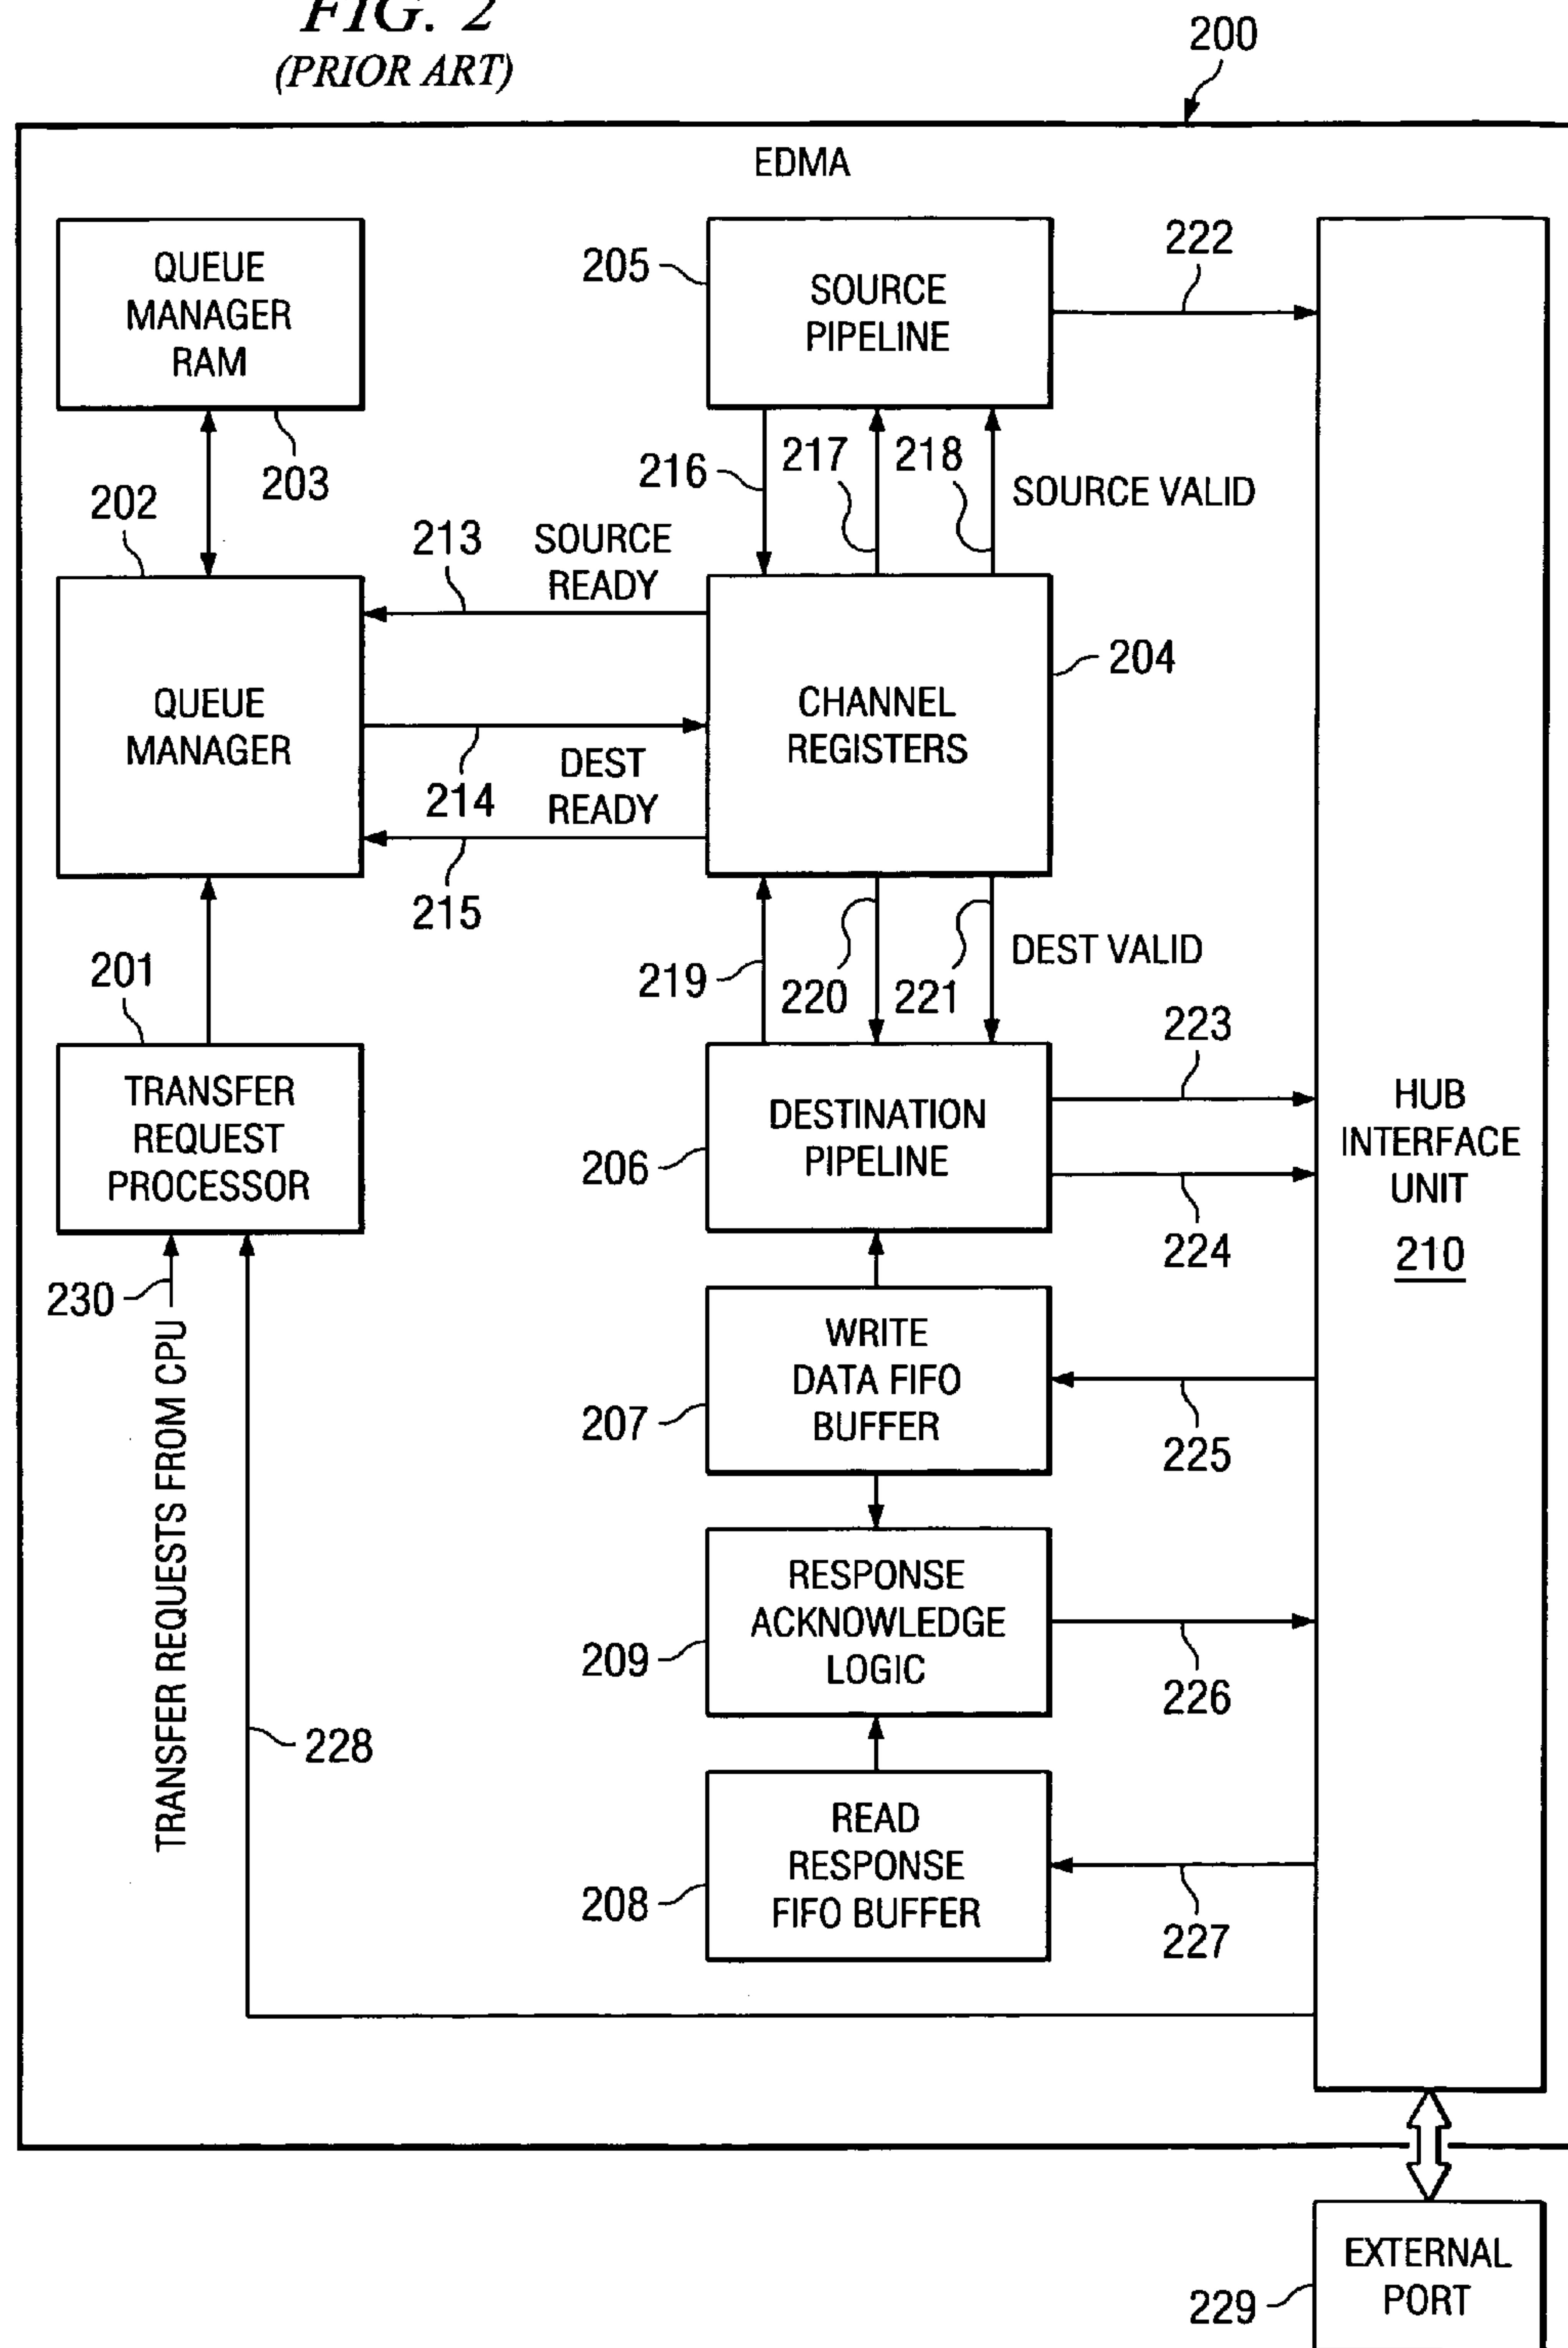 FIG. 2
(PRIOR ART)
200
EDMA
QUEUE
MANAGER
RAM
203
205
SOURCE
PIPELINE
222
216
217
218
SOURCE VALID
202
QUEUE
MANAGER
213
SOURCE
READY
214
DEST
READY
215
CHANNEL
REGISTERS
204
219
220
221
DEST VALID
201
TRANSFER
REQUEST
PROCESSOR
230
TRANSFER REQUESTS FROM CPU
228
DESTINATION
PIPELINE
206
223
224
HUB
INTERFACE
UNIT
210
WRITE
DATA FIFO
BUFFER
207
225
RESPONSE
ACKNOWLEDGE
LOGIC
209
226
READ
RESPONSE
FIFO BUFFER
208
227
EXTERNAL
PORT
229